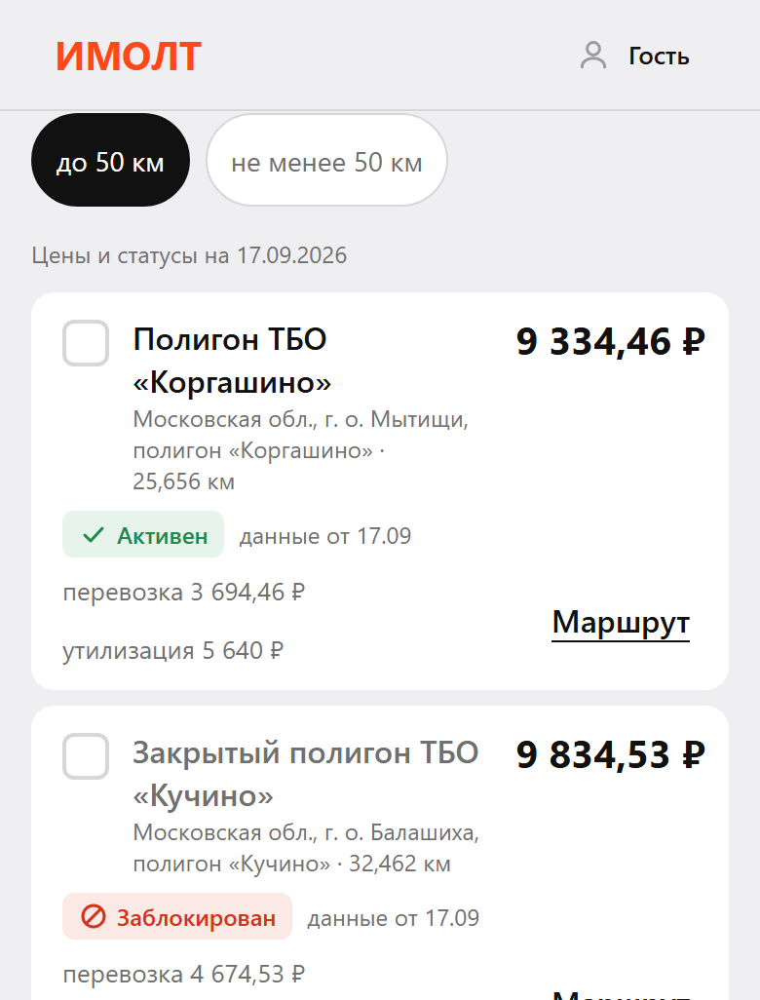 ИМОЛТ
Гость
до 50 км
не менее 50 км
Цены и статусы на 17.09.2026
Полигон ТБО
«Коргашино»
9 334,46 ₽
Московская обл., г. о. Мытищи,
полигон «Коргашино» ·
25,656 км
Активен
данные от 17.09
перевозка 3 694,46 ₽
утилизация 5 640 ₽
Маршрут
Закрытый полигон ТБО
«Кучино»
9 834,53 ₽
Московская обл., г. о. Балашиха,
полигон «Кучино» · 32,462 км
Заблокирован
данные от 17.09
перевозка 4 674,53 ₽
Маршрут